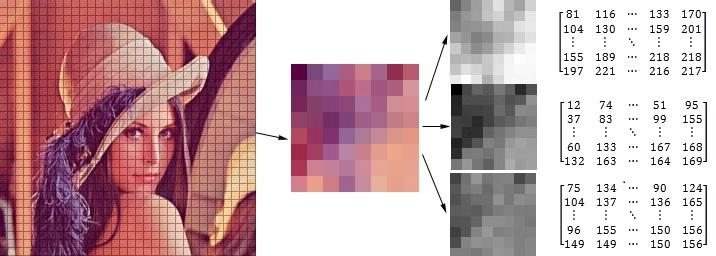 81 116 ··· 133 170
104 130 ··· 159 201
⋮ ⋮ ⋱ ⋮ ⋮
155 189 ··· 218 218
197 221 ··· 216 217
12 74 ··· 51 95
37 83 ··· 99 155
⋮ ⋮ ⋱ ⋮ ⋮
60 133 ··· 167 168
132 163 ··· 164 169
75 134 ··· 90 124
104 137 ··· 136 165
⋮ ⋮ ⋱ ⋮ ⋮
96 155 ··· 150 156
149 149 ··· 150 156